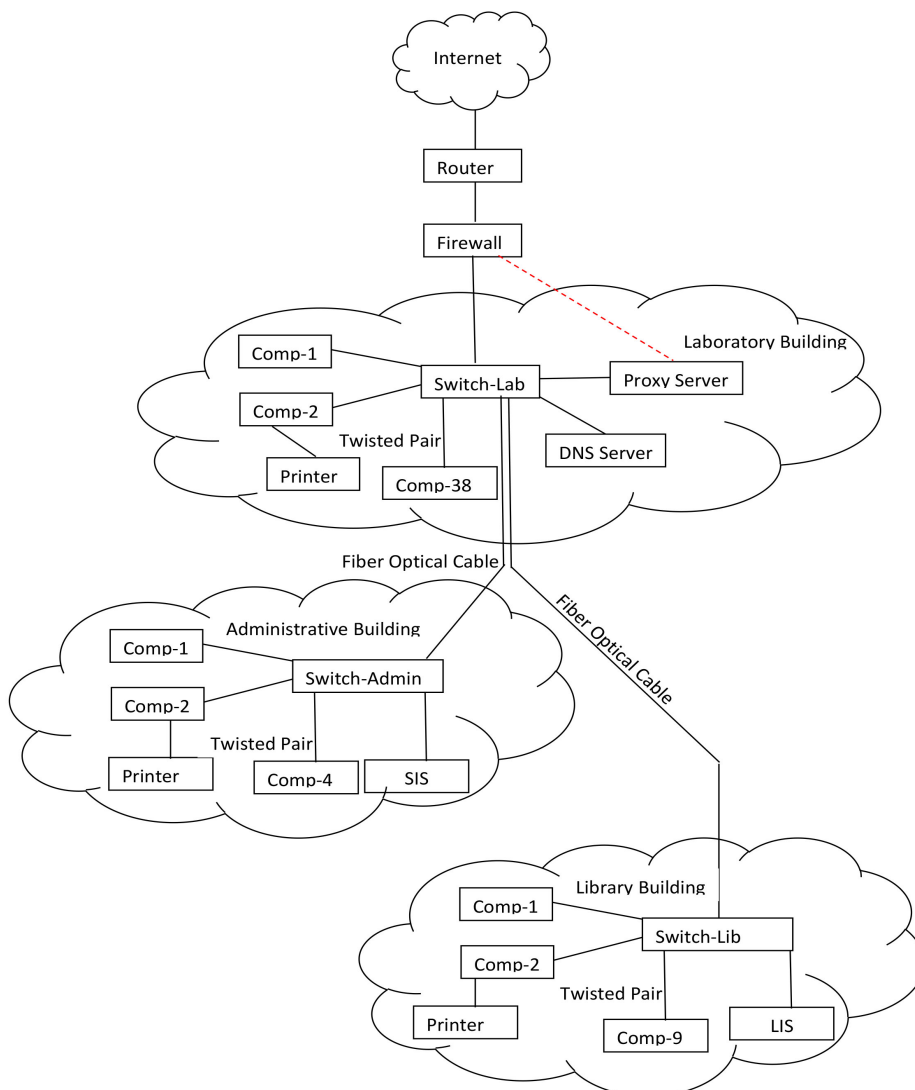 Internet
Router
Firewall
Laboratory Building
Comp-1
Switch-Lab
Proxy Server
Comp-2
Twisted Pair
DNS Server
Printer
Comp-38
Fiber Optical Cable
Fiber Optical Cable
Administrative Building
Comp-1
Switch-Admin
Comp-2
Twisted Pair
Printer
Comp-4
SIS
Library Building
Comp-1
Switch-Lib
Comp-2
Twisted Pair
Printer
Comp-9
LIS